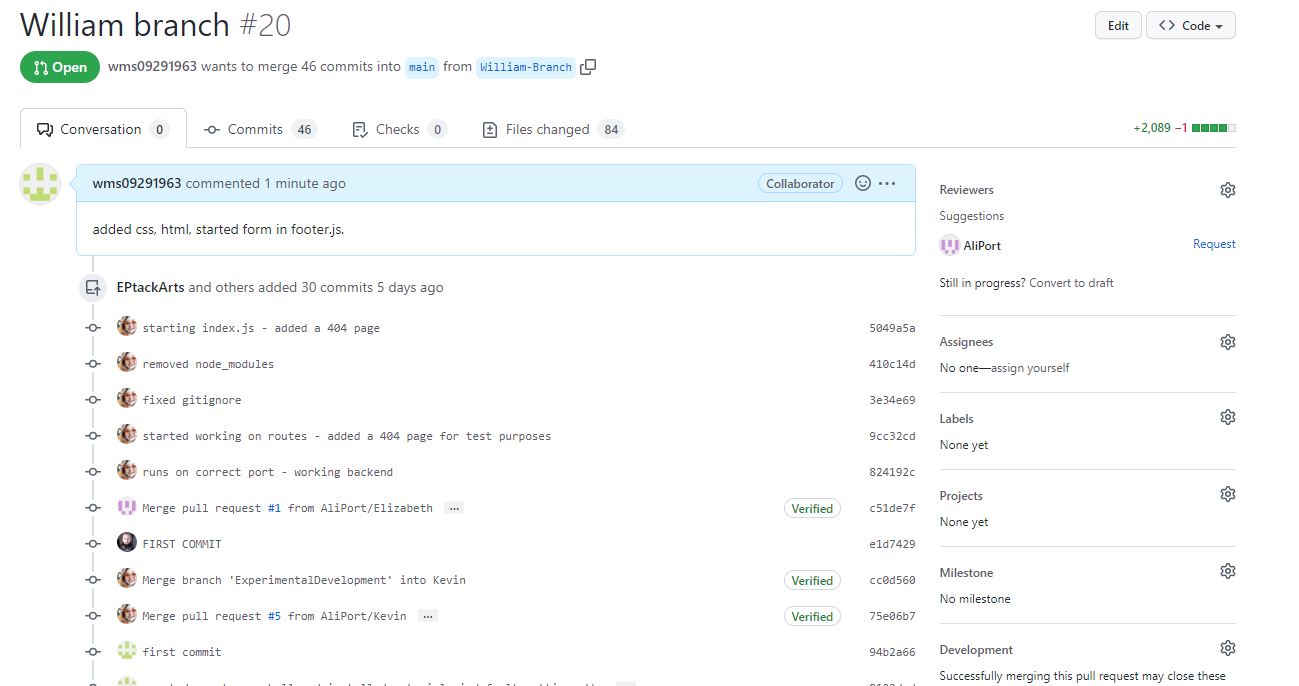 William branch #20
Edit
<> Code
Open wms09291963 wants to merge 46 commits into main from William-Branch
Conversation 0 Commits 46 Checks 0 Files changed 84
+2,089 −1
wms09291963 commented 1 minute ago
Collaborator
added css, html, started form in footer.js.
EPtackArts and others added 30 commits 5 days ago
starting index.js - added a 404 page 5049a5a
removed node_modules 410c14d
fixed gitignore 3e34e69
started working on routes - added a 404 page for test purposes 9cc32cd
runs on correct port - working backend 824192c
Merge pull request #1 from AliPort/Elizabeth … Verified c51de7f
FIRST COMMIT e1d7429
Merge branch 'ExperimentalDevelopment' into Kevin Verified cc0d560
Merge pull request #5 from AliPort/Kevin … Verified 75e06b7
first commit 94b2a66
Reviewers
Suggestions
AliPort Request
Still in progress? Convert to draft
Assignees
No one—assign yourself
Labels
None yet
Projects
None yet
Milestone
No milestone
Development
Successfully merging this pull request may close these